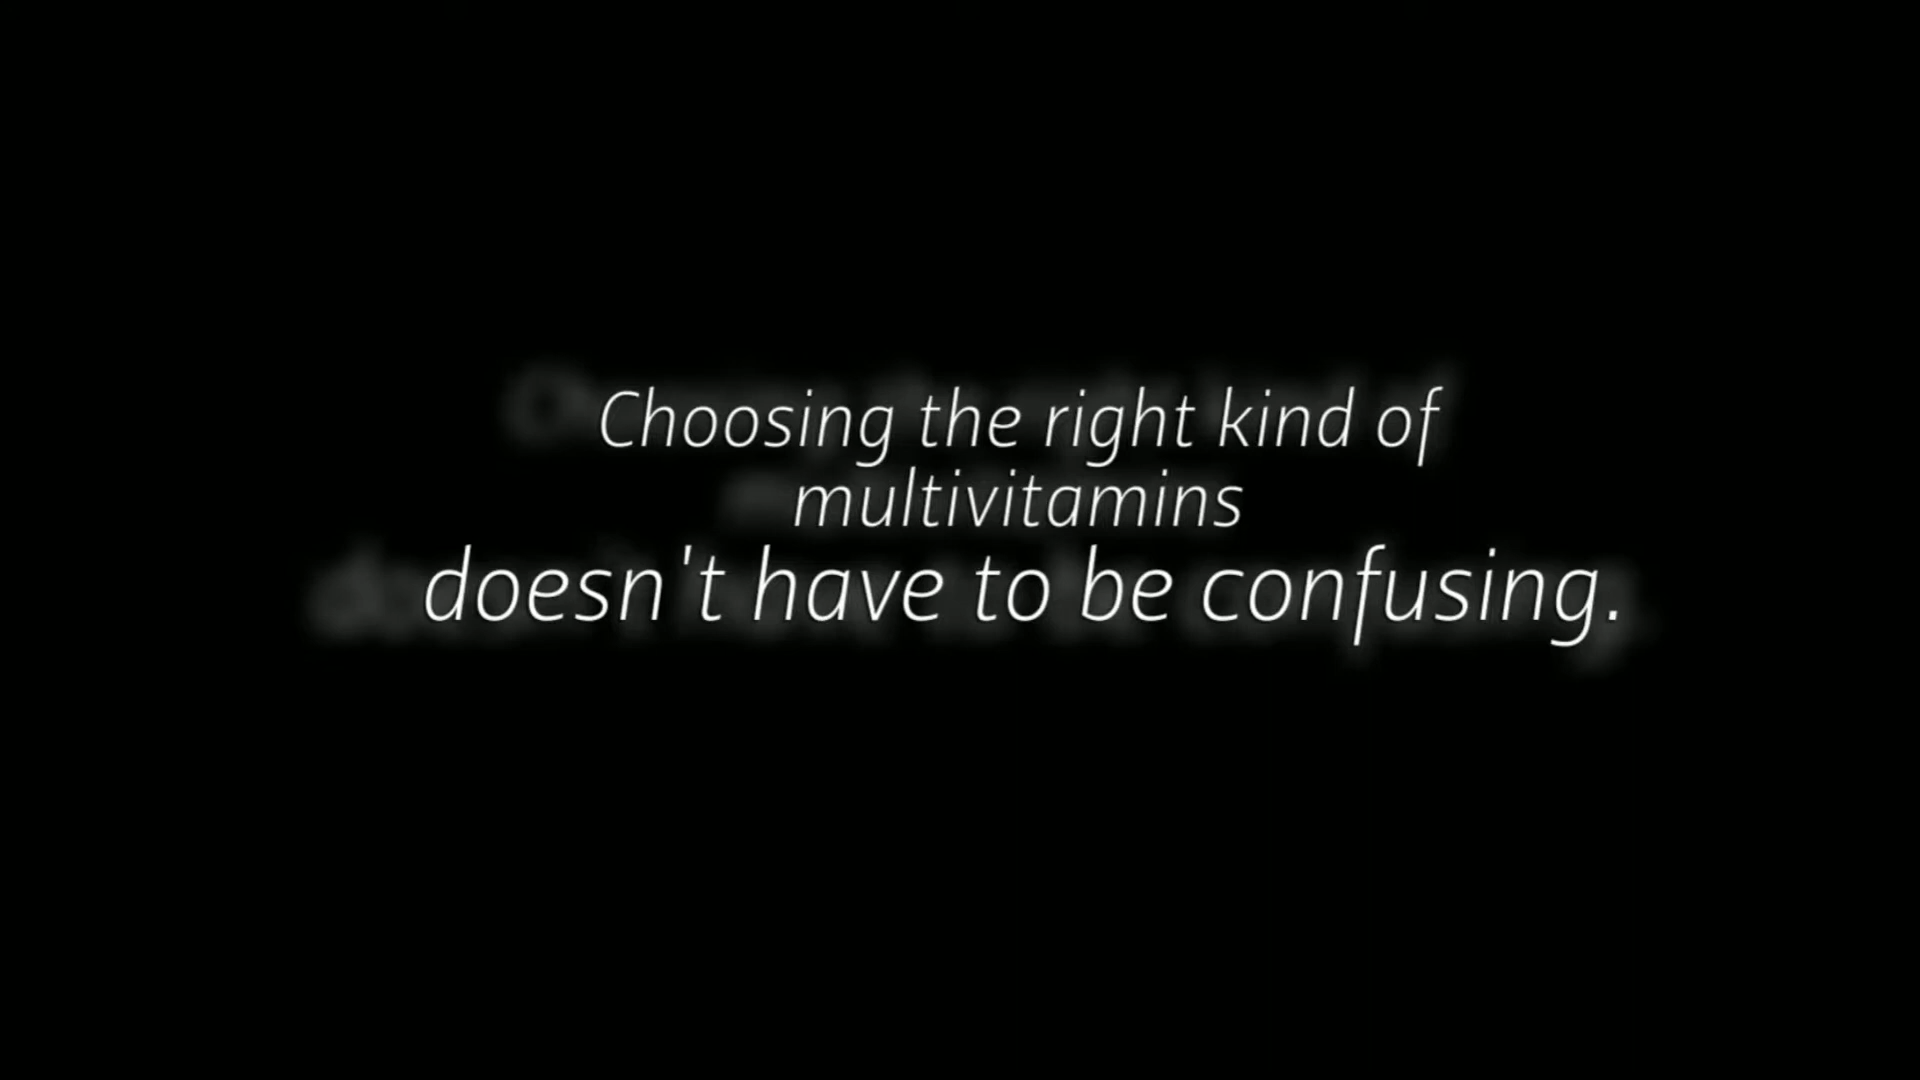 Choosing the right kind of
multivitamins
doesn't have to be confusing.